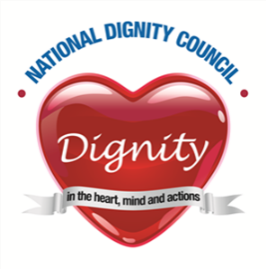 NATIONAL DIGNITY COUNCIL
Dignity
in the heart, mind and actions